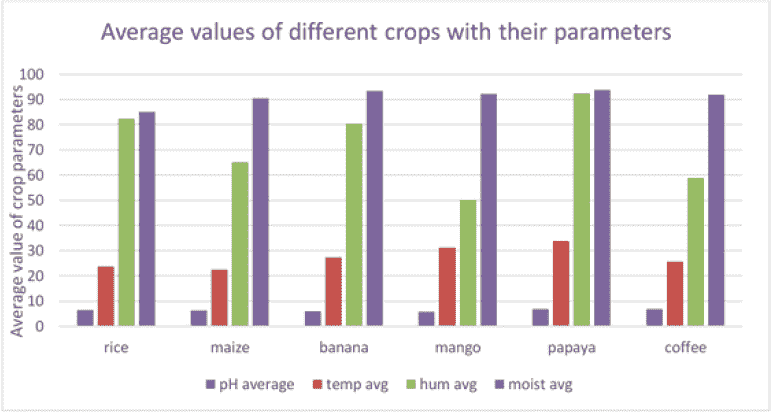 Average values of different crops with their parameters
Average value of crop parameters
100
90
80
70
60
50
40
30
20
10
0
rice maize banana mango papaya coffee
pH average temp avg hum avg moist avg